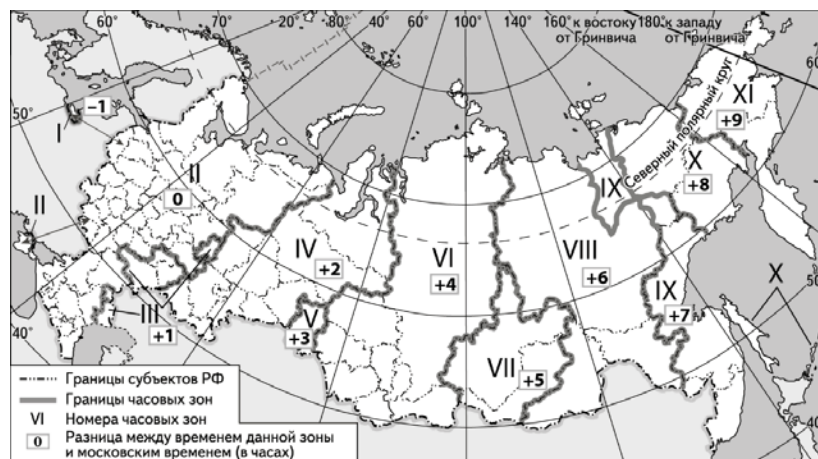 60° 20° 40° 60° 80° 100° 120° 140° 160° к востоку 180° к западу
от Гринвича от Гринвича
60
50°
–1
I
Северный полярный круг
XI
+9
II
0
IX
X
+8
II
IV
+2
VI
+4
VIII
+6
X
IX
+7
50
40°
III
+1
V
+3
VII
+5
30°
40
Границы субъектов РФ
Границы часовых зон
VI Номера часовых зон
0 Разница между временем данной зоны
и московским временем (в часах)